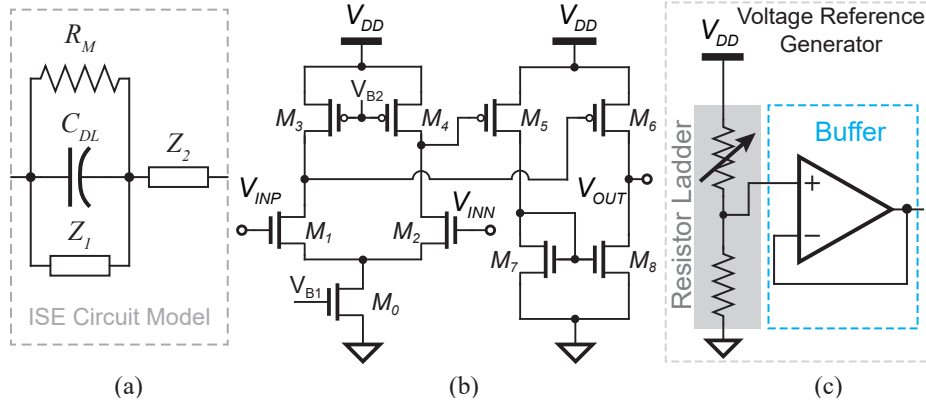 R_M
C_DL
Z_2
Z_1
ISE Circuit Model
(a)
V_DD
V_DD
V_B2
M_3
M_4
M_5
M_6
V_INP
V_INN
V_OUT
M_1
M_2
M_7
M_8
V_B1
M_0
(b)
Voltage Reference
Generator
V_DD
Resistor Ladder
Buffer
+
−
(c)